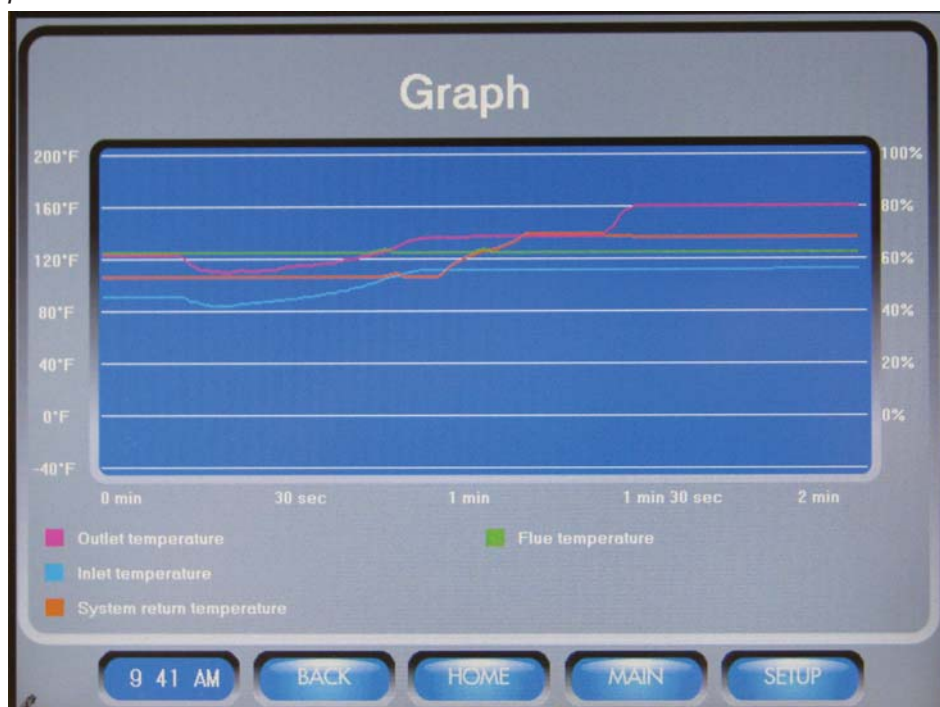 Graph
200°F 100%
160°F 80%
120°F 60%
80°F 40%
40°F 20%
0°F 0%
-40°F
0 min 30 sec 1 min 1 min 30 sec 2 min
Outlet temperature Flue temperature
Inlet temperature
System return temperature
9 41 AM BACK HOME MAIN SETUP